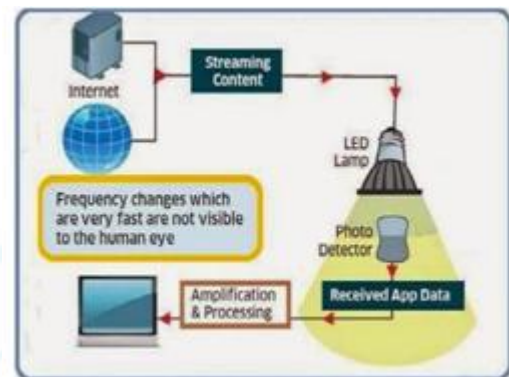 Internet
Streaming
Content
LED
Lamp
Frequency changes which
are very fast are not visible
to the human eye
Photo
Detector
Amplification
& Processing
Received App Data